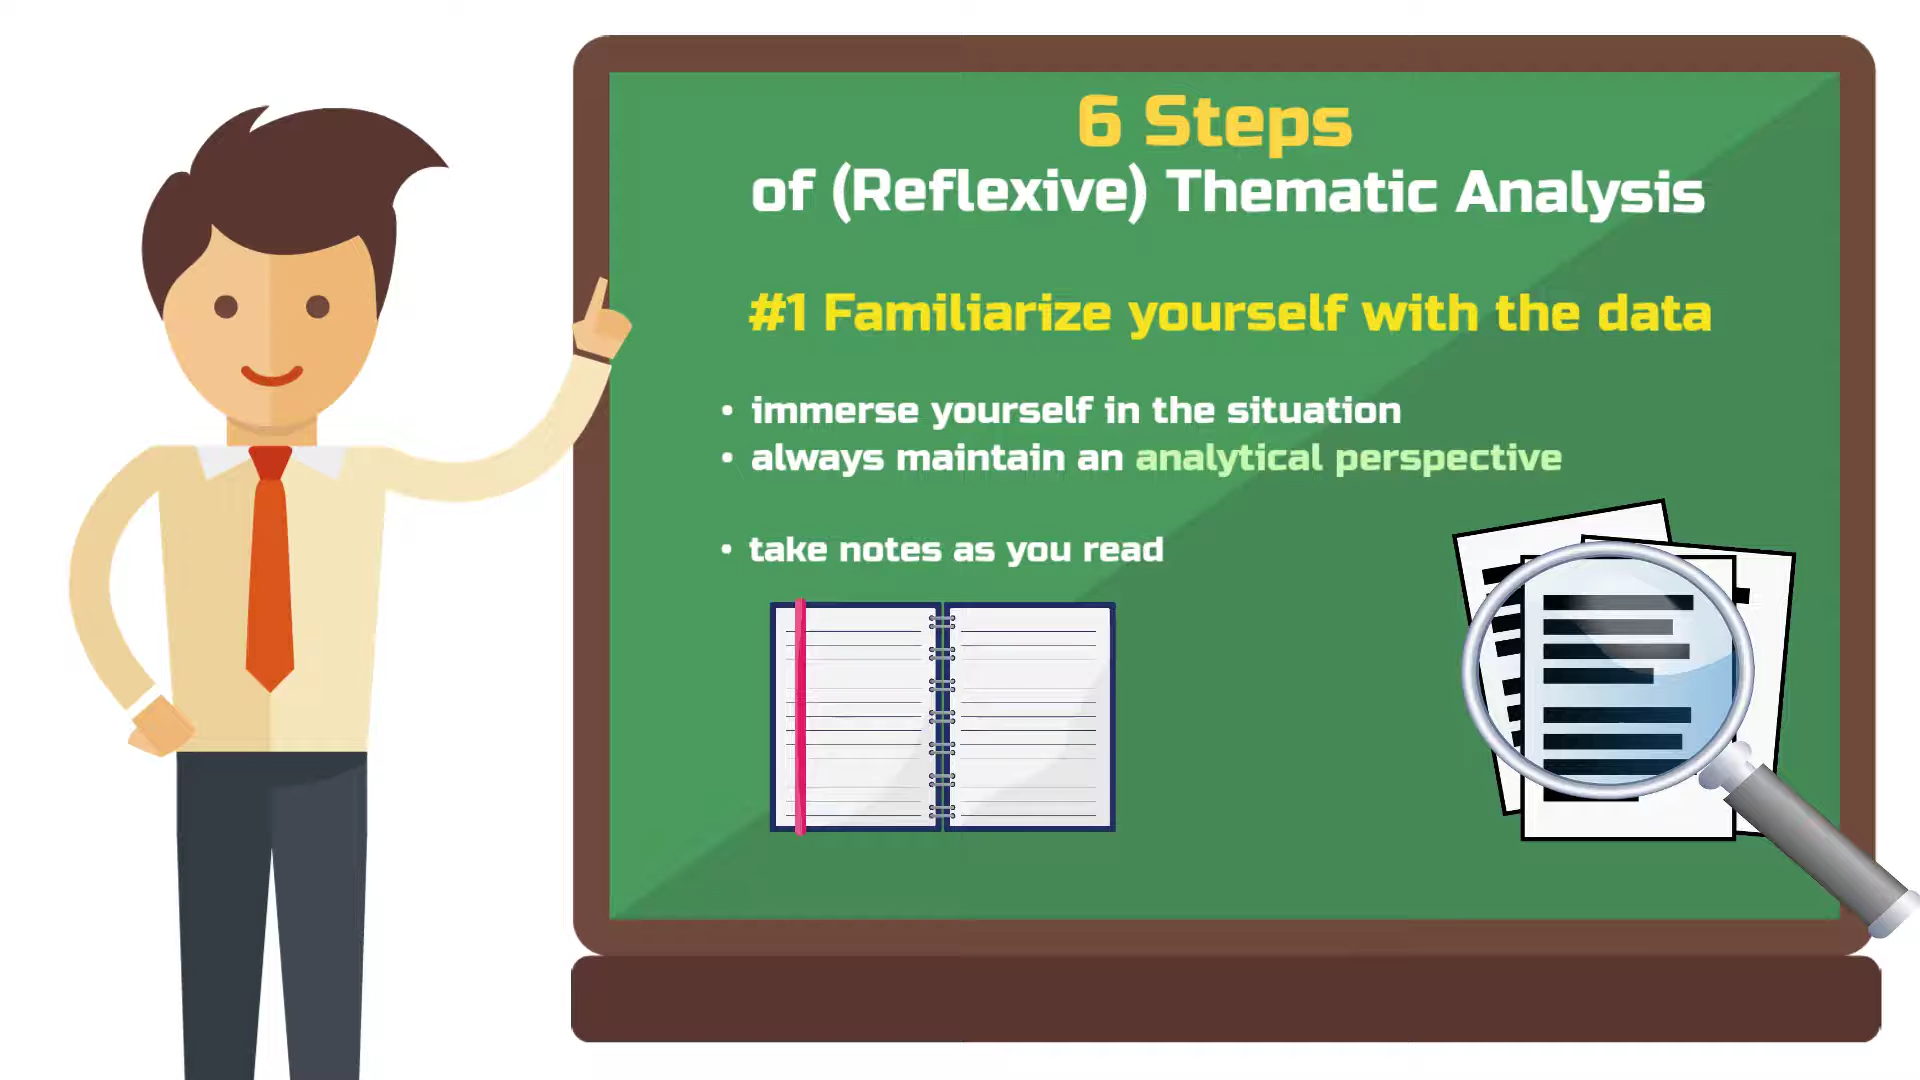 6 Steps
of (Reflexive) Thematic Analysis
#1 Familiarize yourself with the data
• immerse yourself in the situation
• always maintain an analytical perspective
• take notes as you read